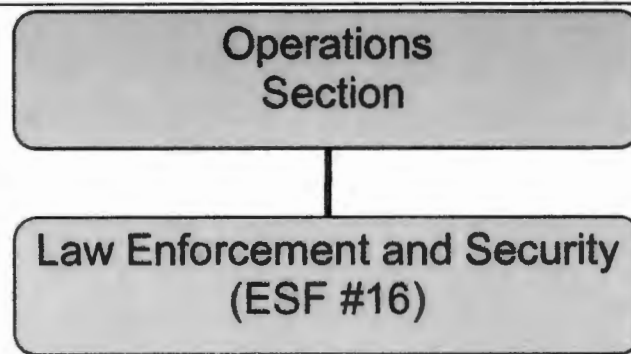 Operations
Section
Law Enforcement and Security
(ESF #16)